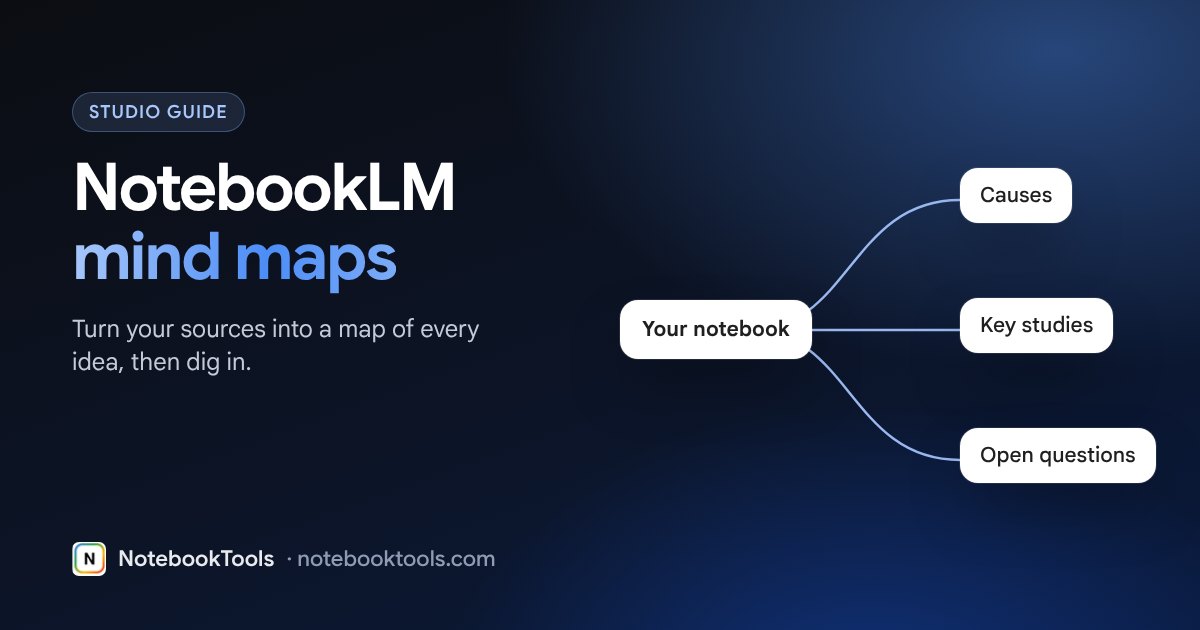 STUDIO GUIDE
NotebookLM
mind maps
Turn your sources into a map of every
idea, then dig in.
Your notebook
Causes
Key studies
Open questions
N NotebookTools · notebooktools.com